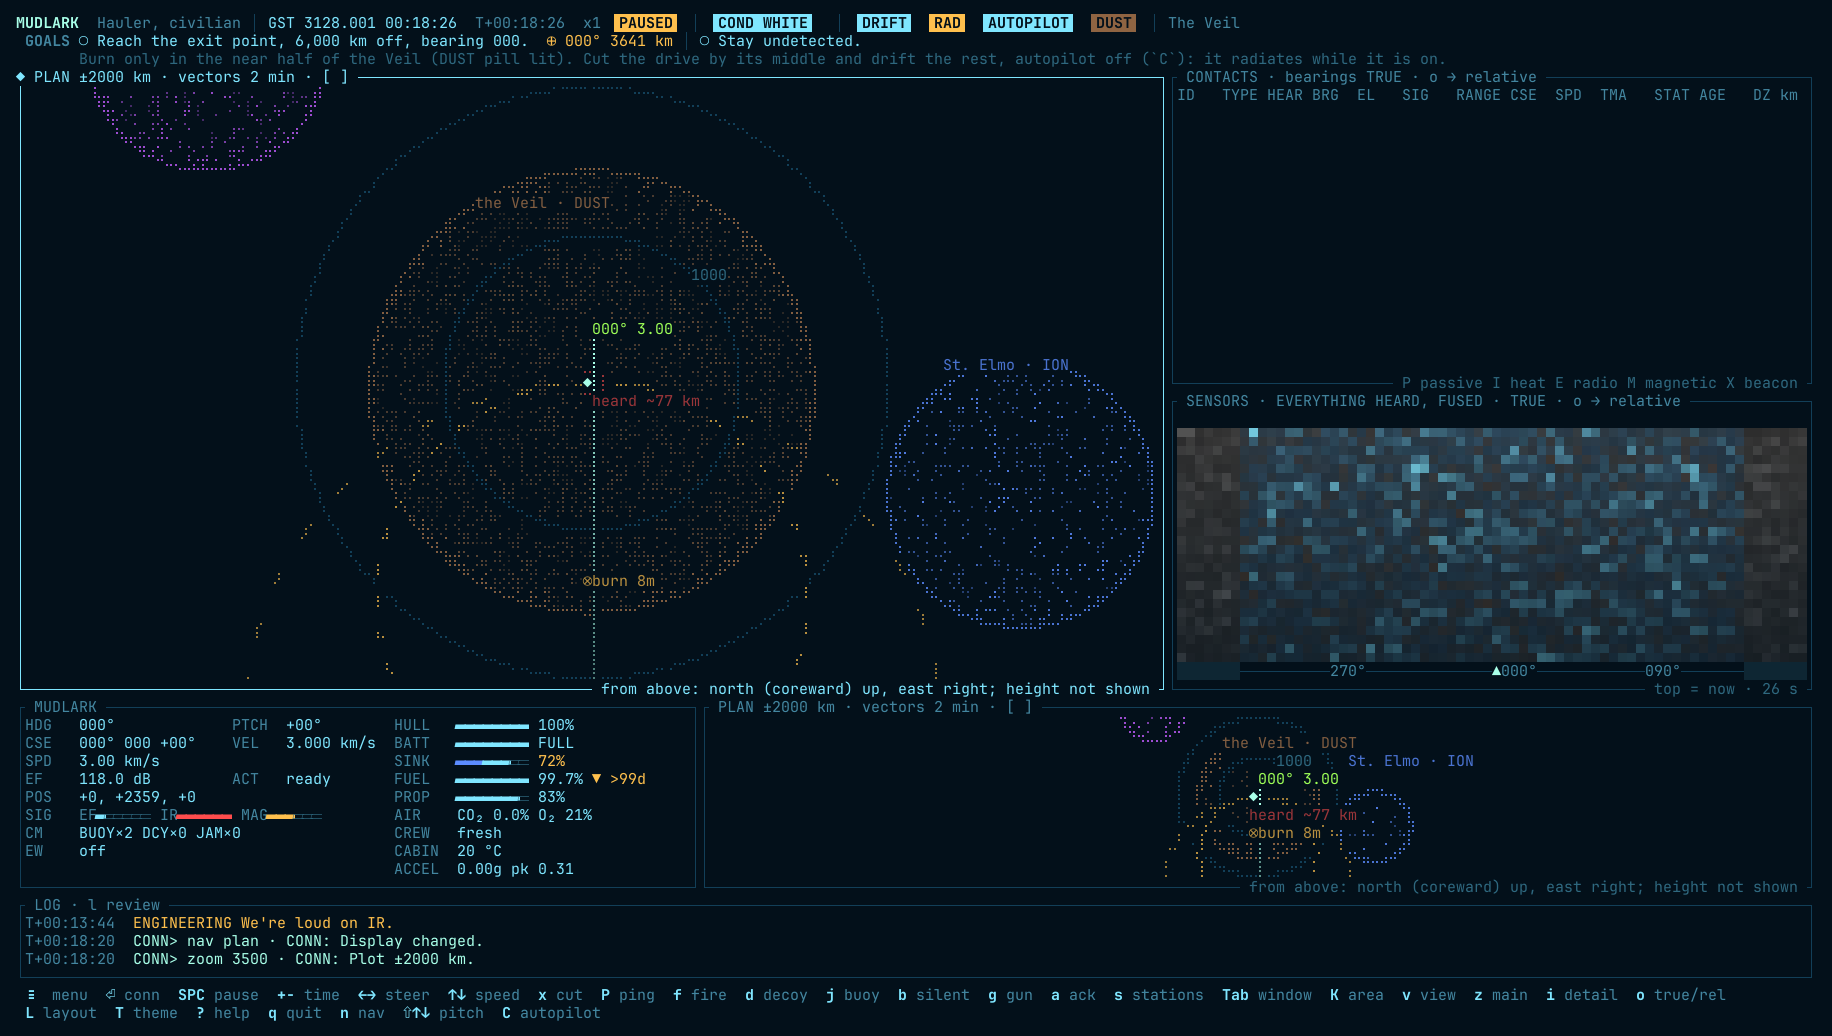 MUDLARK Hauler, civilian GST 3128.001 00:18:26 T+00:18:26 x1 PAUSED COND WHITE DRIFT RAD AUTOPILOT DUST The Veil
GOALS ○ Reach the exit point, 6,000 km off, bearing 000. ⊕ 000° 3641 km ○ Stay undetected.
Burn only in the near half of the Veil (DUST pill lit). Cut the drive by its middle and drift the rest, autopilot off (`C`): it radiates while it is on.
◆ PLAN ±2000 km · vectors 2 min · [ ]
the Veil · DUST
1000
000° 3.00
heard ~77 km
St. Elmo · ION
⊗burn 8m
from above: north (coreward) up, east right; height not shown
CONTACTS · bearings TRUE · o → relative
ID TYPE HEAR BRG EL SIG RANGE CSE SPD TMA STAT AGE DZ km
P passive I heat E radio M magnetic X beacon
SENSORS · EVERYTHING HEARD, FUSED · TRUE · o → relative
270° ▲000° 090°
top = now · 26 s
MUDLARK
HDG 000° PTCH +00° HULL 100%
CSE 000° 000 +00° VEL 3.000 km/s BATT FULL
SPD 3.00 km/s SINK 72%
EF 118.0 dB ACT ready FUEL 99.7% ▼ >99d
POS +0, +2359, +0 PROP 83%
SIG EF IR MAG AIR CO₂ 0.0% O₂ 21%
CM BUOY×2 DCY×0 JAM×0 CREW fresh
EW off CABIN 20 °C
ACCEL 0.00g pk 0.31
PLAN ±2000 km · vectors 2 min · [ ]
the Veil · DUST
1000 St. Elmo · ION
000° 3.00
heard ~77 km
⊗burn 8m
from above: north (coreward) up, east right; height not shown
LOG · l review
T+00:13:44 ENGINEERING We're loud on IR.
T+00:18:20 CONN> nav plan · CONN: Display changed.
T+00:18:20 CONN> zoom 3500 · CONN: Plot ±2000 km.
≡ menu ⏎ conn SPC pause +- time ←→ steer ↑↓ speed x cut P ping f fire d decoy j buoy b silent g gun a ack s stations Tab window K area v view z main i detail o true/rel
L layout T theme ? help q quit n nav ⇧↑↓ pitch C autopilot